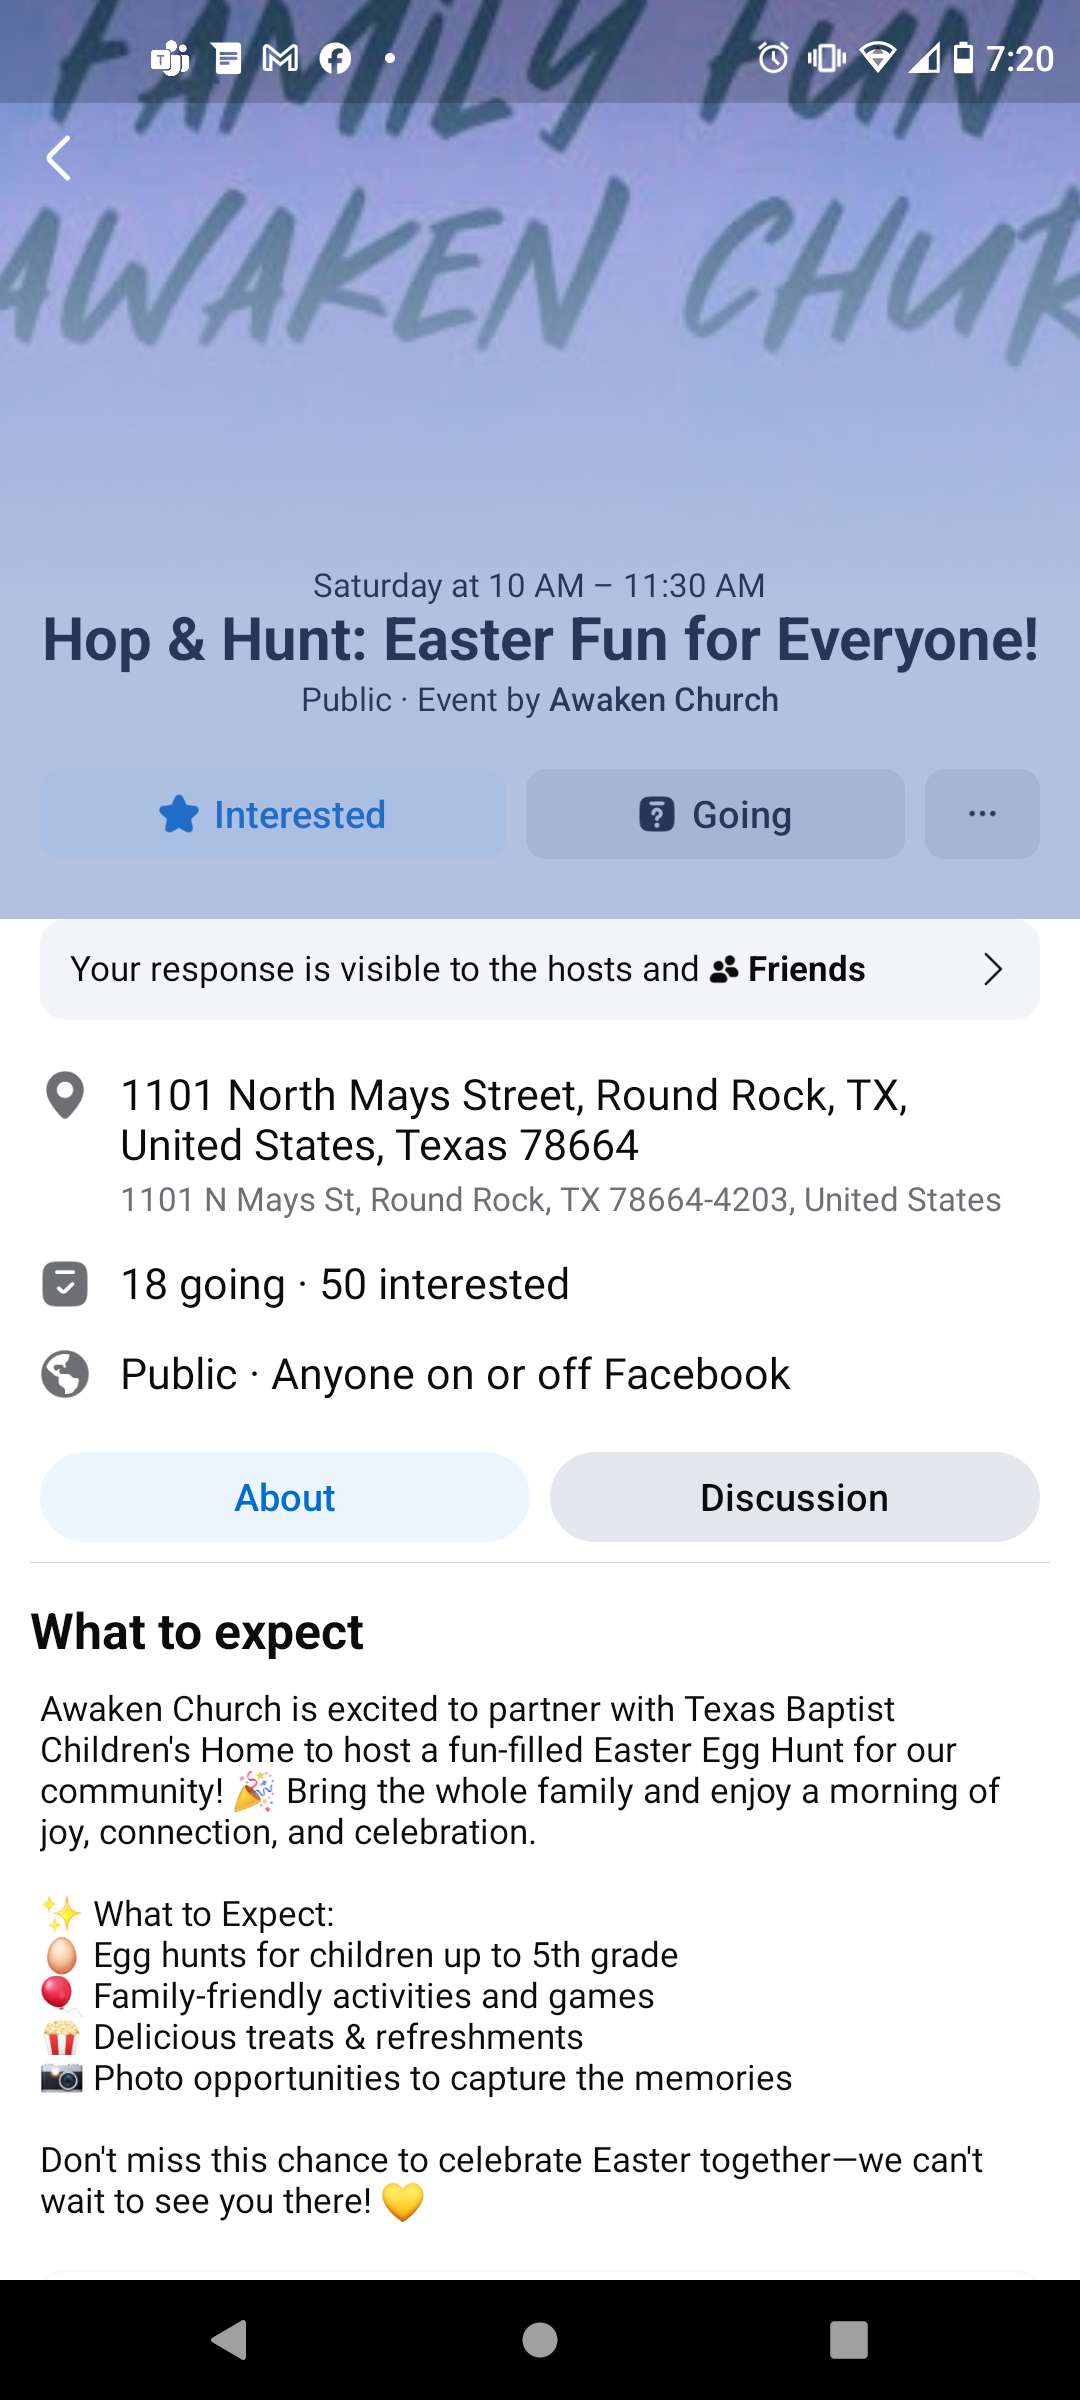 FAMILY FUN
7:20
AWAKEN CHUR
Saturday at 10 AM – 11:30 AM
Hop & Hunt: Easter Fun for Everyone!
Public · Event by Awaken Church
Interested
Going
Your response is visible to the hosts and Friends
1101 North Mays Street, Round Rock, TX,
United States, Texas 78664
1101 N Mays St, Round Rock, TX 78664-4203, United States
18 going · 50 interested
Public · Anyone on or off Facebook
About
Discussion
What to expect
Awaken Church is excited to partner with Texas Baptist
Children's Home to host a fun-filled Easter Egg Hunt for our
community! 🎉 Bring the whole family and enjoy a morning of
joy, connection, and celebration.
✨ What to Expect:
🥚 Egg hunts for children up to 5th grade
🎈 Family-friendly activities and games
🍿 Delicious treats & refreshments
📷 Photo opportunities to capture the memories
Don't miss this chance to celebrate Easter together—we can't
wait to see you there! 💛